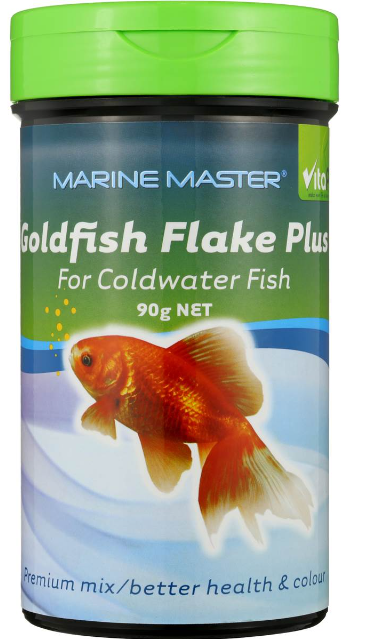 MARINE MASTER®
Vita
Goldfish Flake Plus
For Coldwater Fish
90g NET
Premium mix/better health & colour